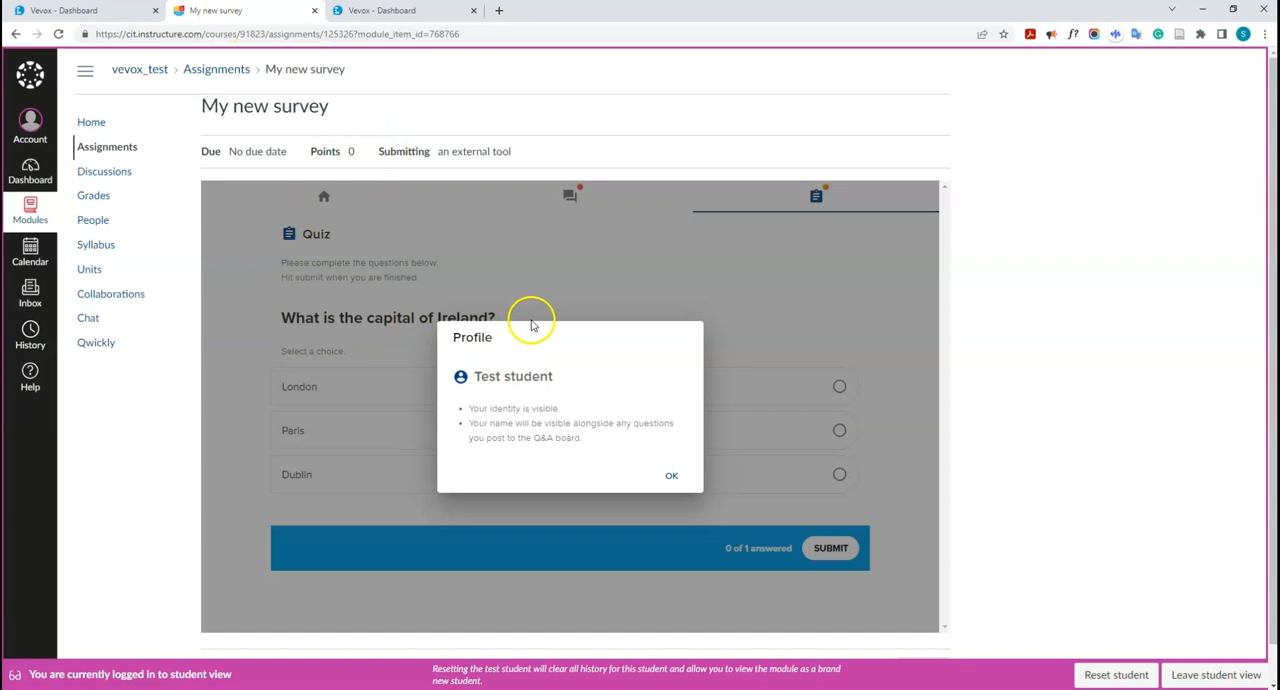 Vevox - Dashboard
My new survey
Vevox - Dashboard
https://cit.instructure.com/courses/91823/assignments/125326?module_item_id=768766
vevox_test > Assignments > My new survey
Account
Dashboard
Modules
Calendar
Inbox
History
Help
Home
Assignments
Discussions
Grades
People
Syllabus
Units
Collaborations
Chat
Qwickly
My new survey
Due No due date Points 0 Submitting an external tool
Quiz
Please complete the questions below.
Hit submit when you are finished
What is the capital of Ireland?
Select a choice.
London
Paris
Dublin
Profile
Test student
• Your identity is visible.
• Your name will be visible alongside any questions
you post to the Q&A board.
OK
0 of 1 answered SUBMIT
You are currently logged in to student view
Resetting the test student will clear all history for this student and allow you to view the module as a brand
new student.
Reset student
Leave student view